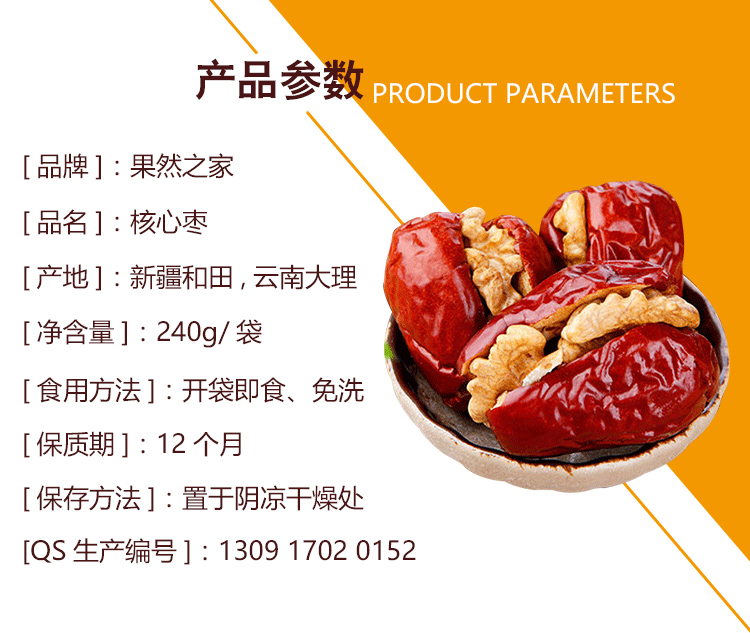 产品参数 PRODUCT PARAMETERS
[ 品牌 ]：果然之家
[ 品名 ]：核心枣
[ 产地 ]：新疆和田 , 云南大理
[ 净含量 ]：240g/ 袋
[ 食用方法 ]：开袋即食、免洗
[ 保质期 ]：12 个月
[ 保存方法 ]：置于阴凉干燥处
[QS 生产编号 ]：1309 1702 0152